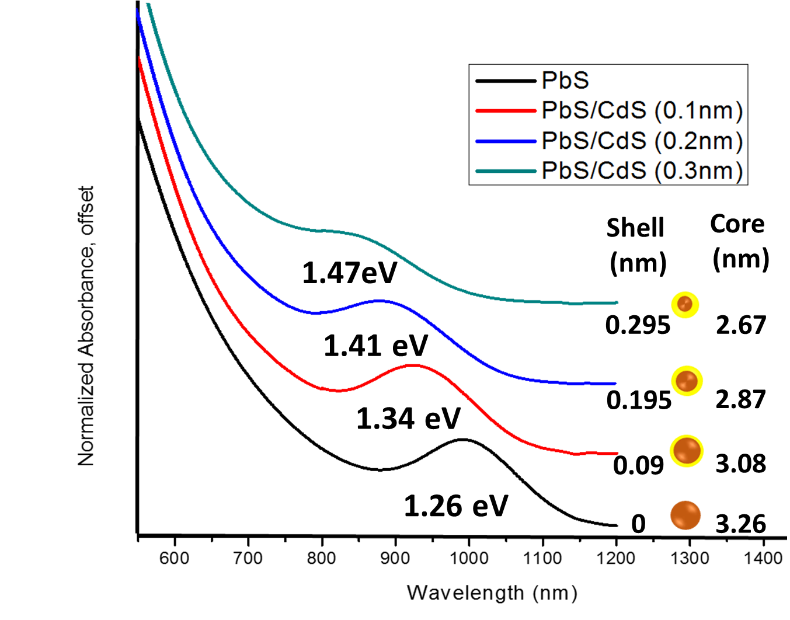 PbS
PbS/CdS (0.1nm)
PbS/CdS (0.2nm)
PbS/CdS (0.3nm)
Shell
(nm)
Core
(nm)
1.47eV
0.295
2.67
1.41 eV
0.195
2.87
1.34 eV
0.09
3.08
1.26 eV
0
3.26
Normalized Absorbance, offset
600 700 800 900 1000 1100 1200 1300 1400
Wavelength (nm)